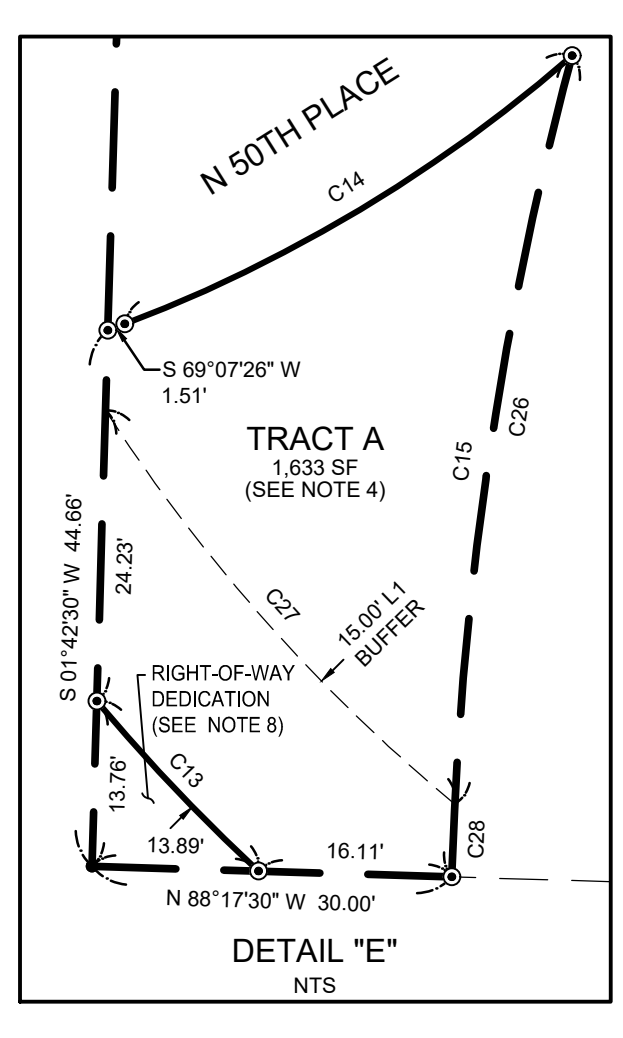 N 50TH PLACE
C14
S 69°07'26" W
1.51'
TRACT A
1,633 SF
(SEE NOTE 4)
C15
C26
S 01°42'30" W 44.66'
24.23'
C27
15.00' L1
BUFFER
RIGHT-OF-WAY
DEDICATION
(SEE NOTE 8)
C13
13.76'
13.89'
16.11'
C28
N 88°17'30" W 30.00'
DETAIL "E"
NTS